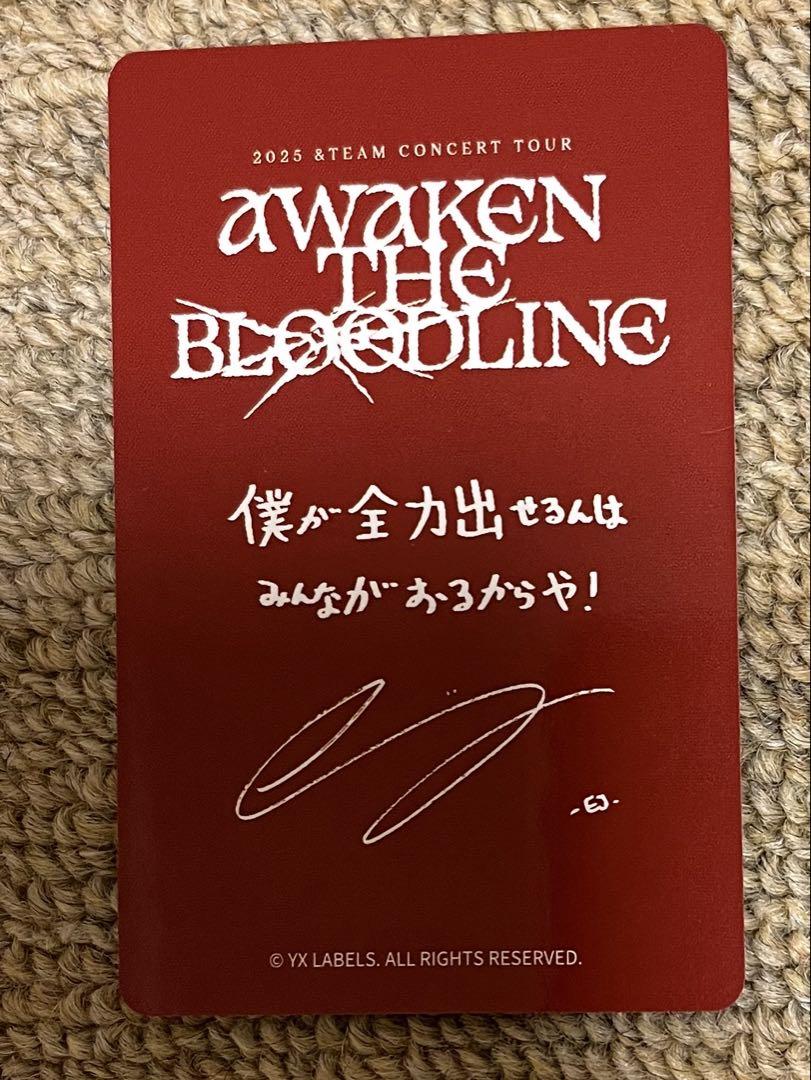 2025 &TEAM CONCERT TOUR
AWAKEN
THE
BLOODLINE
僕が全力出せるんは
みんながおるからや!
-EJ-
© YX LABELS. ALL RIGHTS RESERVED.